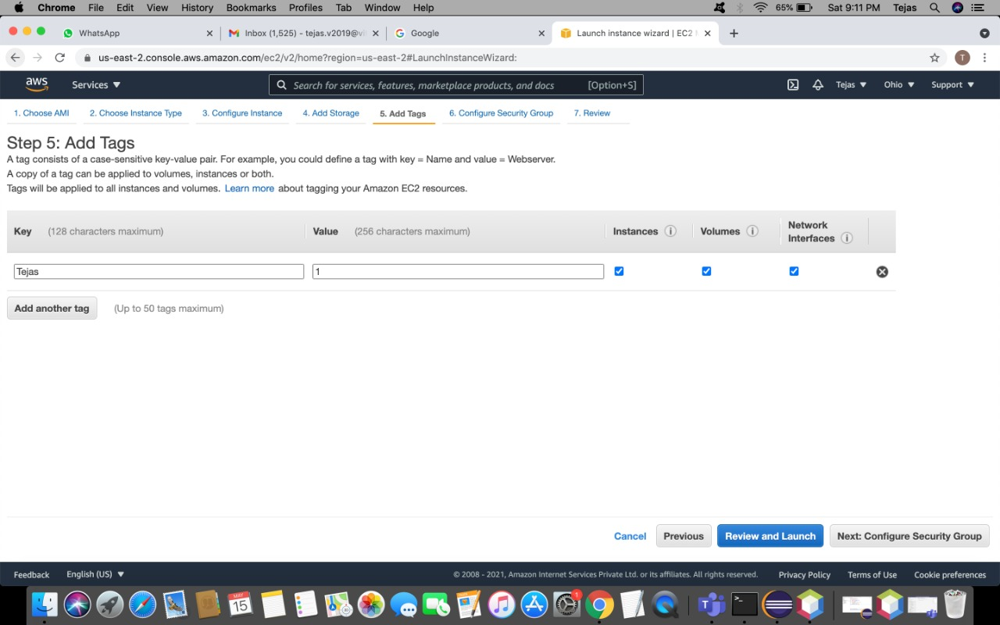 Chrome File Edit View History Bookmarks Profiles Tab Window Help 65% Sat 9:11 PM Tejas
WhatsApp Inbox (1,525) - tejas.v2019@vi Google Launch instance wizard | EC2
us-east-2.console.aws.amazon.com/ec2/v2/home?region=us-east-2#LaunchInstanceWizard: T
aws Services Search for services, features, marketplace products, and docs [Option+S] Tejas Ohio Support
1. Choose AMI 2. Choose Instance Type 3. Configure Instance 4. Add Storage 5. Add Tags 6. Configure Security Group 7. Review
Step 5: Add Tags
A tag consists of a case-sensitive key-value pair. For example, you could define a tag with key = Name and value = Webserver.
A copy of a tag can be applied to volumes, instances or both.
Tags will be applied to all instances and volumes. Learn more about tagging your Amazon EC2 resources.
Key (128 characters maximum) Value (256 characters maximum) Instances Volumes Network Interfaces
Tejas 1
Add another tag (Up to 50 tags maximum)
Cancel Previous Review and Launch Next: Configure Security Group
Feedback English (US) © 2008 - 2021, Amazon Internet Services Private Ltd. or its affiliates. All rights reserved. Privacy Policy Terms of Use Cookie preferences
MAY
15
1